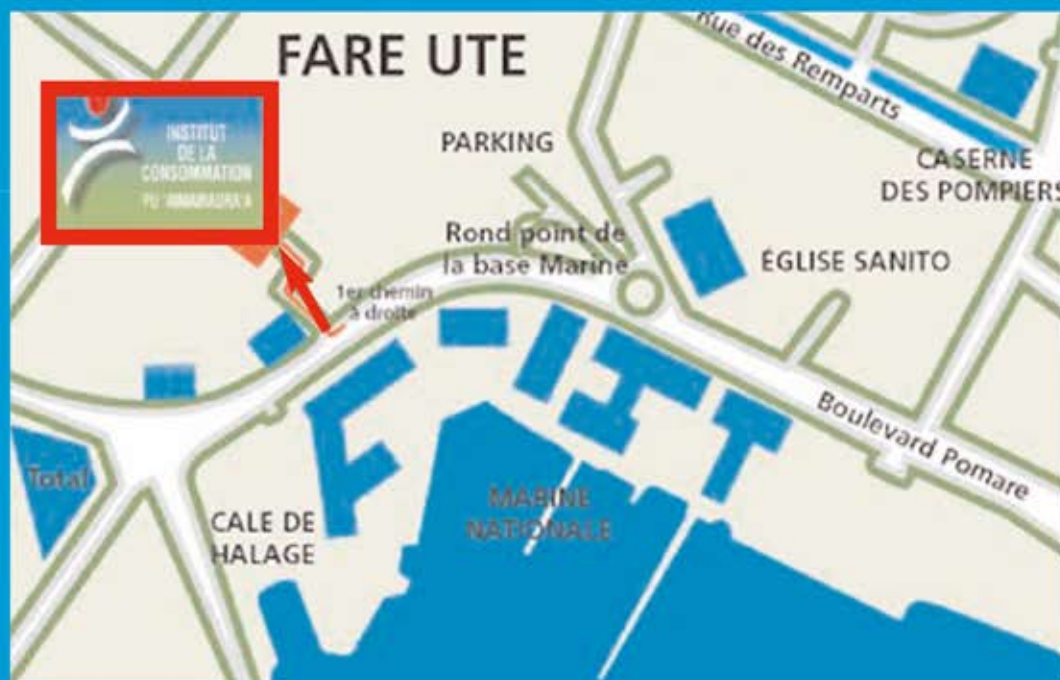 FARE UTE
Rue des Remparts
INSTITUT
DE LA
CONSOMMATION
PARKING
CASERNE
DES POMPIERS
Rond point de
la base Marine
ÉGLISE SANITO
1er chemin
à droite
Boulevard Pomare
Total
MARINE
NATIONALE
CALE DE
HALAGE